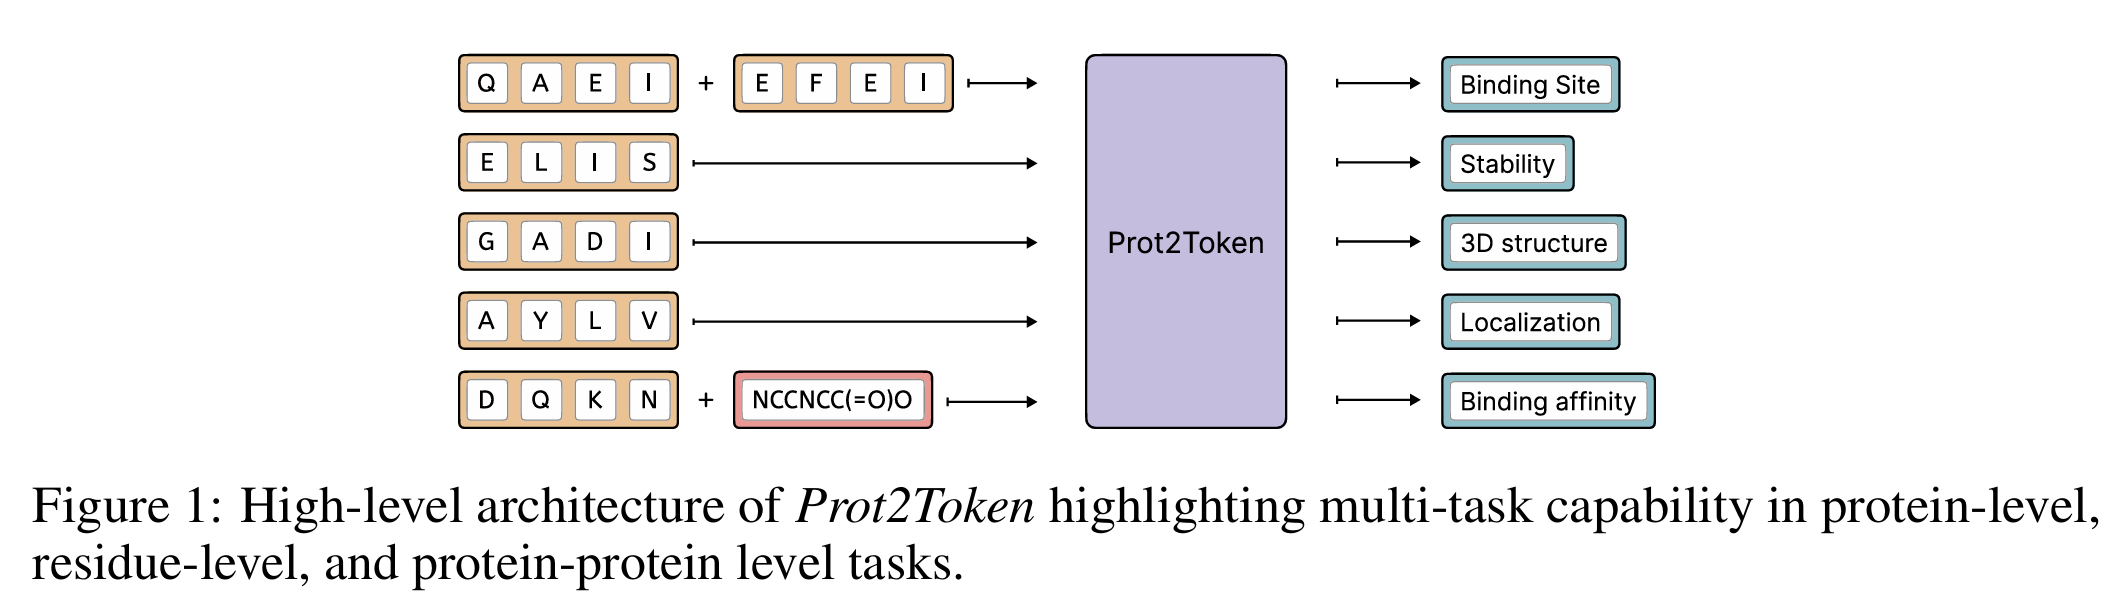 Q A E I + E F E I Binding Site
E L I S Stability
G A D I Prot2Token 3D structure
A Y L V Localization
D Q K N + NCCNCC(=O)O Binding affinity
Figure 1: High-level architecture of Prot2Token highlighting multi-task capability in protein-level,
residue-level, and protein-protein level tasks.